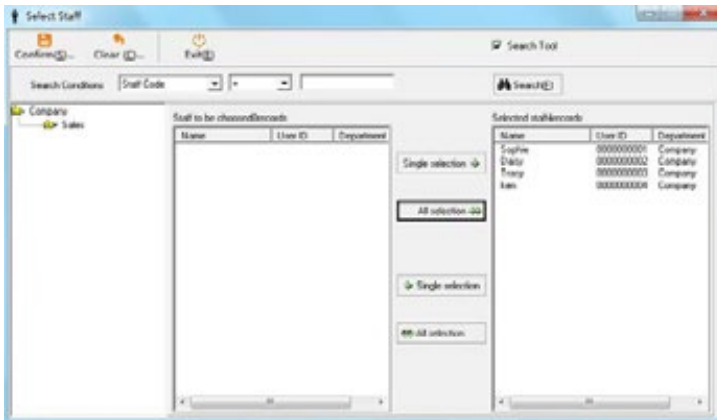 Select Staff
Confirm(S)... Clear (C)... Exit(E) Search Tool
Search Conditions Staff Code = Search(F)
Company
Sales
Staff to be choosed Records
Name User ID Department
Single selection
All selection
Single selection
All selection
Selected staff Records
Name User ID Department
Sophie 0000000001 Company
Daisy 0000000002 Company
Tracy 0000000003 Company
ken 0000000004 Company